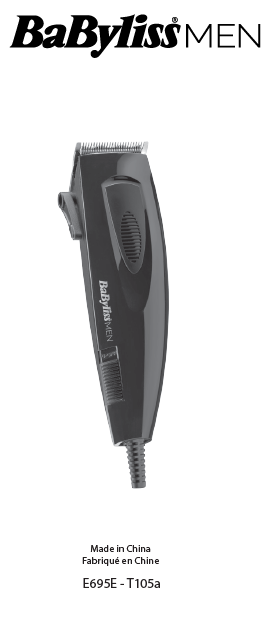 BaByliss® MEN
BaByliss MEN
Made in China
Fabriqué en Chine
E695E - T105a